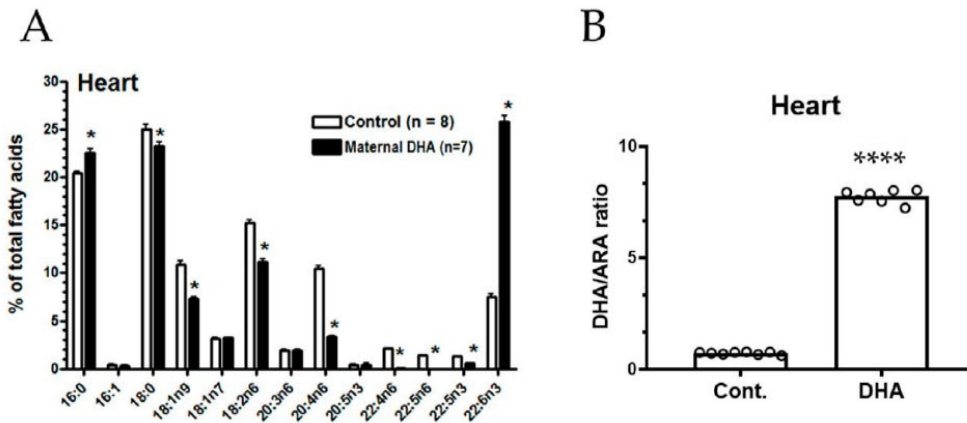 A
Heart
Control (n = 8)
Maternal DHA (n=7)
% of total fatty acids
30
25
20
15
10
5
0
* * * * * * * * *
16:0
16:1
18:0
18:1n9
18:1n7
18:2n6
20:3n6
20:4n6
20:5n3
22:4n6
22:5n6
22:5n3
22:6n3
B
Heart
****
DHA/ARA ratio
10
5
0
Cont.
DHA